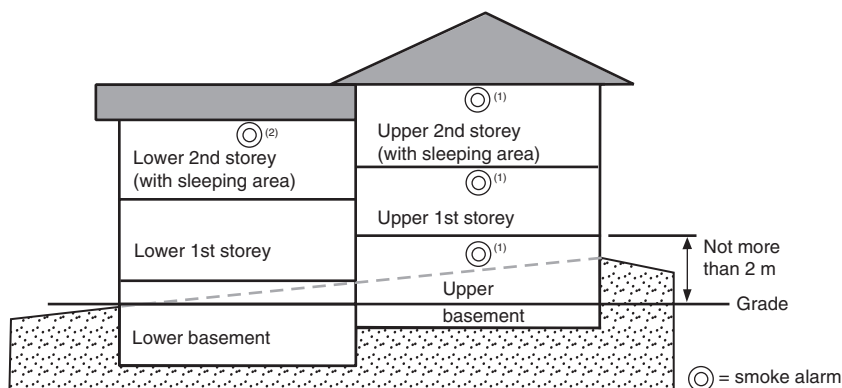 (1)
(2)
Upper 2nd storey
(with sleeping area)
Lower 2nd storey
(with sleeping area)
(1)
Upper 1st storey
Lower 1st storey
(1)
Not more
than 2 m
Upper
basement
Grade
Lower basement
= smoke alarm